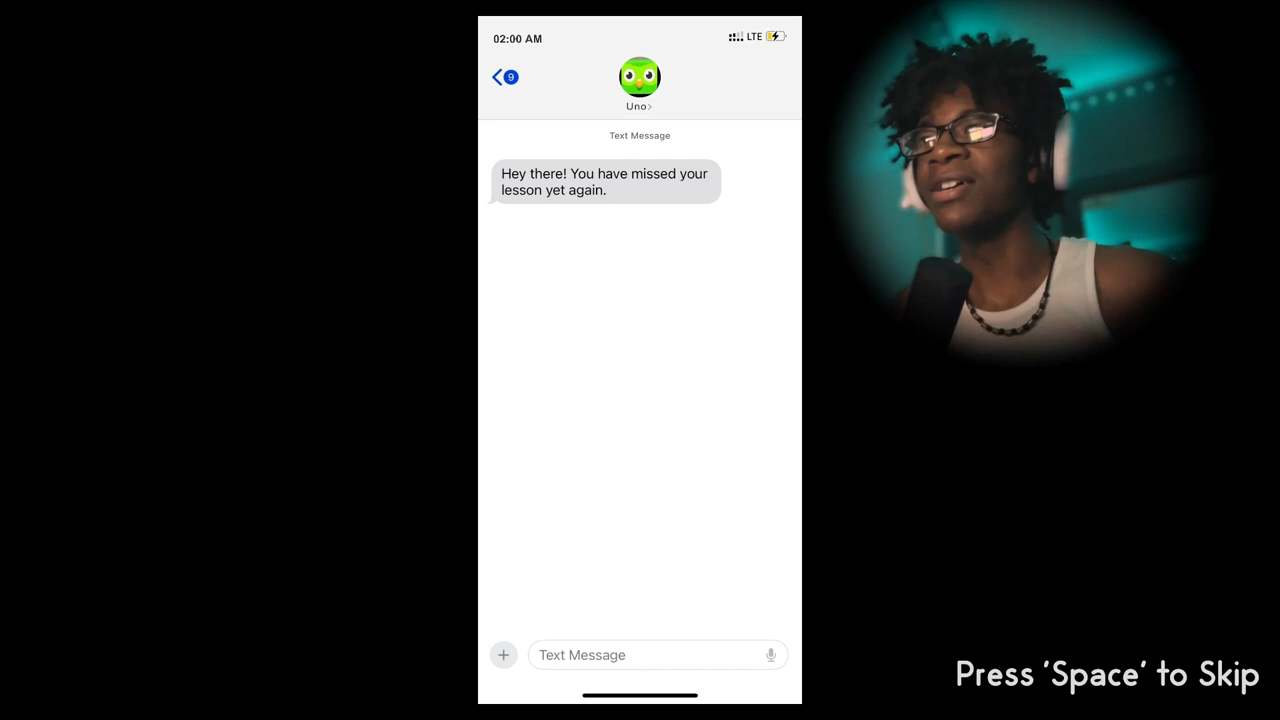 02:00 AM
LTE
9
Uno
Text Message
Hey there! You have missed your
lesson yet again.
Text Message
Press 'Space' to Skip